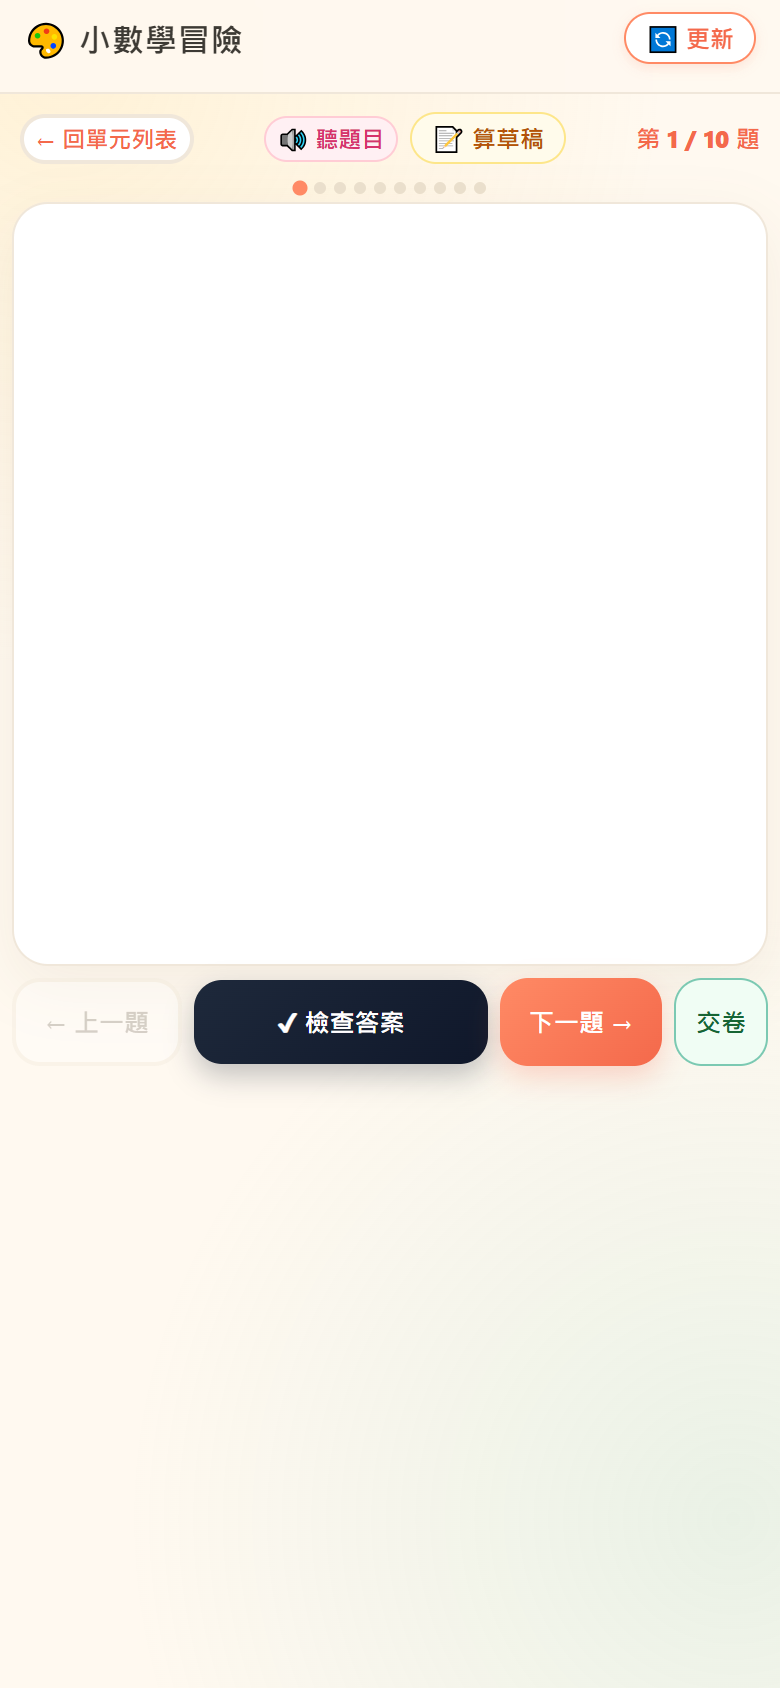 小數學冒險
更新
← 回單元列表
聽題目
算草稿
第 1 / 10 題
← 上一題
✔ 檢查答案
下一題 →
交卷